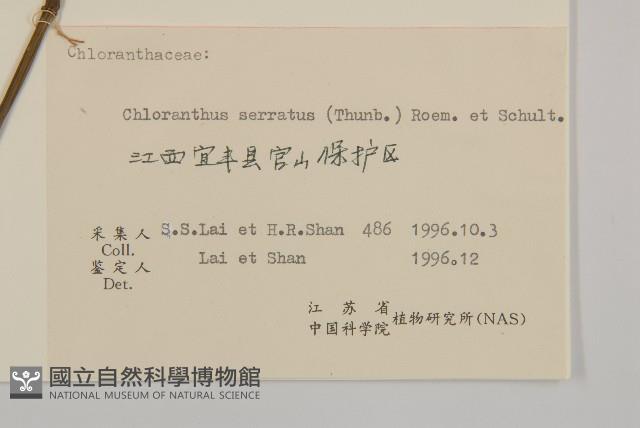 Chloranthaceae:
Chloranthus serratus (Thunb.) Roem. et Schult.
江西宜丰县官山保护区
采集人 S.S.Lai et H.R.Shan 486 1996.10.3
Coll.
鉴定人 Lai et Shan 1996.12
Det.
江苏省
中国科学院 植物研究所(NAS)
國立自然科學博物館
NATIONAL MUSEUM OF NATURAL SCIENCE